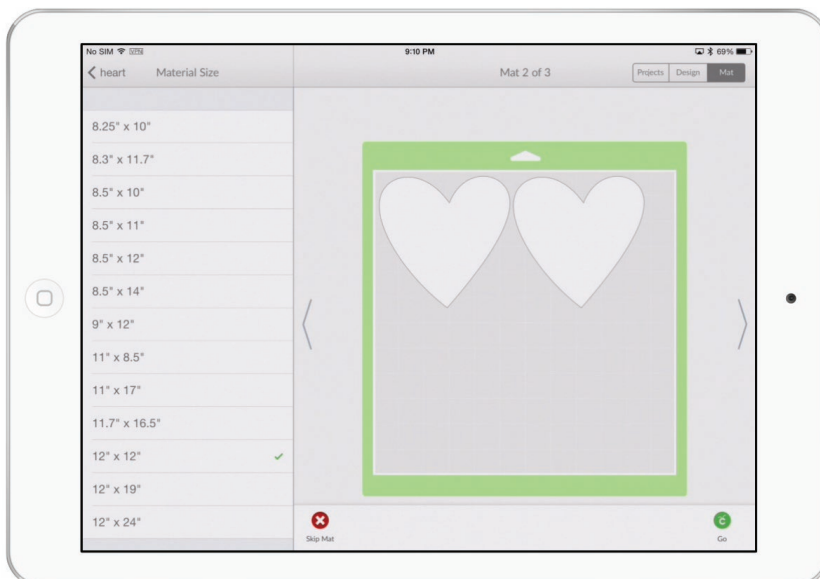 No SIM VPN 9:10 PM 69%
heart Material Size Mat 2 of 3 Projects Design Mat
8.25" x 10"
8.3" x 11.7"
8.5" x 10"
8.5" x 11"
8.5" x 12"
8.5" x 14"
9" x 12"
11" x 8.5"
11" x 17"
11.7" x 16.5"
12" x 12"
12" x 19"
12" x 24"
Skip Mat Go